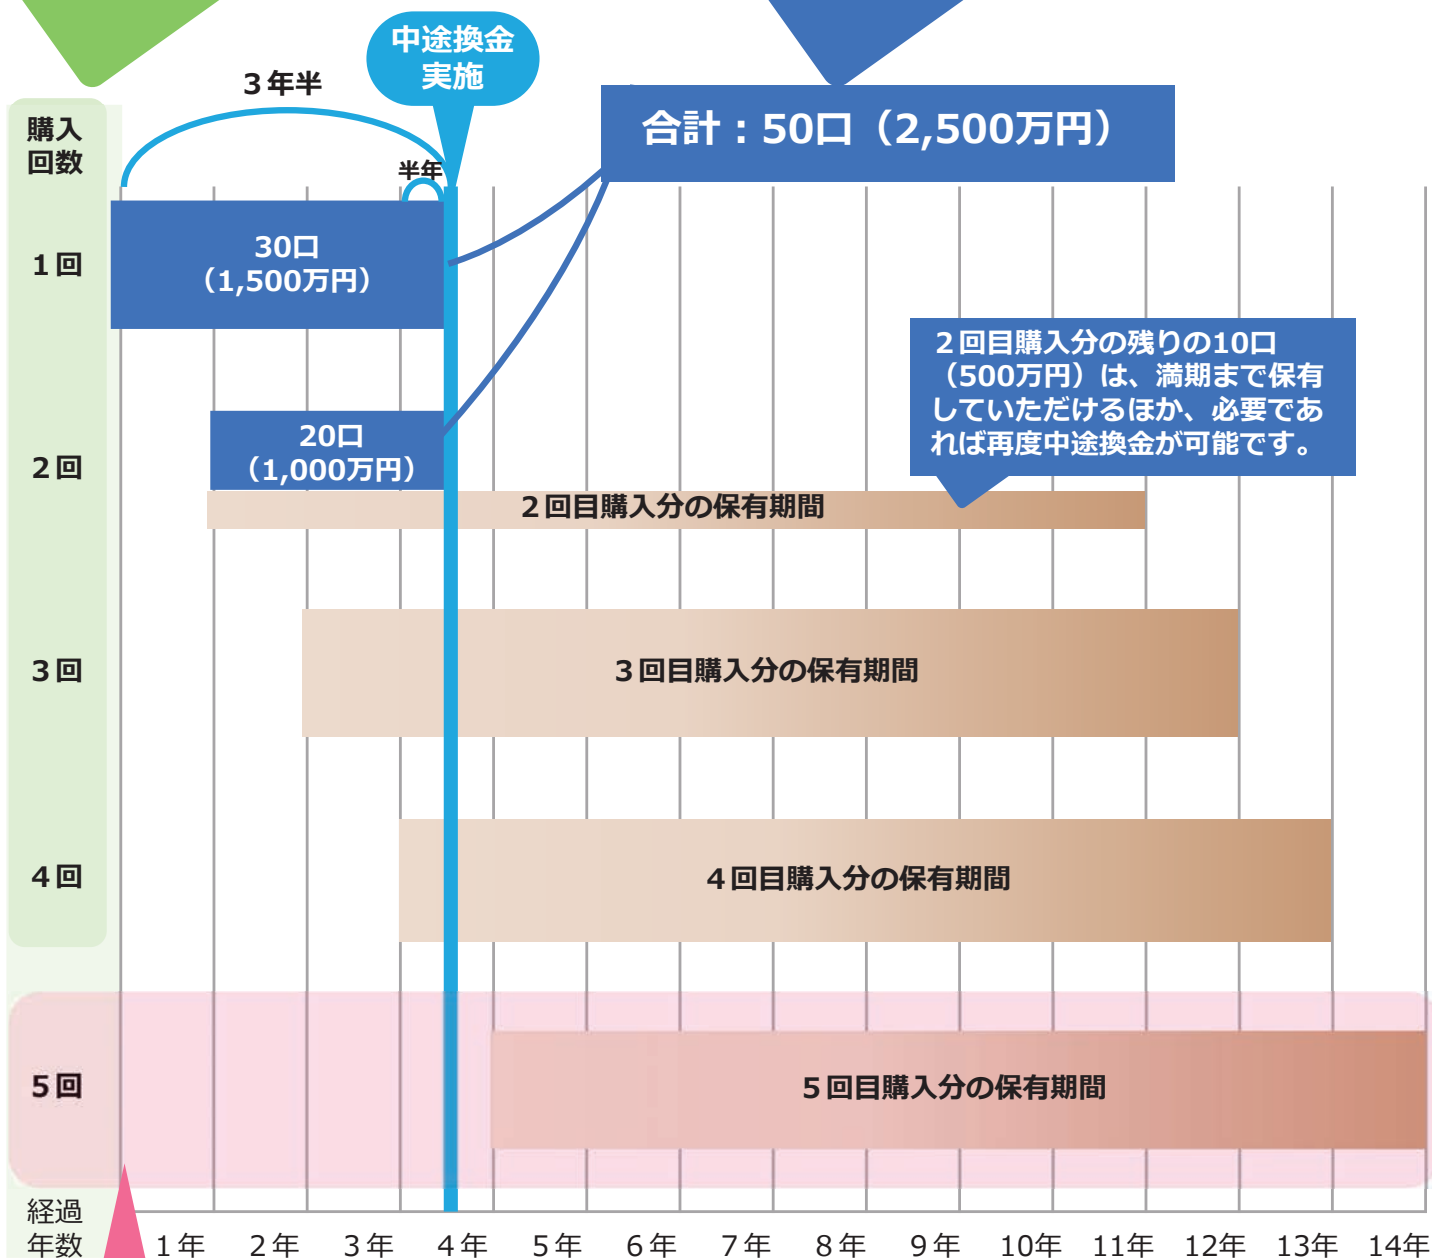 中途換金
実施
3年半
半年
合計：50口（2,500万円）
購入
回数
1回
30口
（1,500万円）
2回目購入分の残りの10口
（500万円）は、満期まで保有
していただけるほか、必要であ
れば再度中途換金が可能です。
2回
20口
（1,000万円）
2回目購入分の保有期間
3回
3回目購入分の保有期間
4回
4回目購入分の保有期間
5回
5回目購入分の保有期間
経過
年数
1年 2年 3年 4年 5年 6年 7年 8年 9年 10年 11年 12年 13年 14年